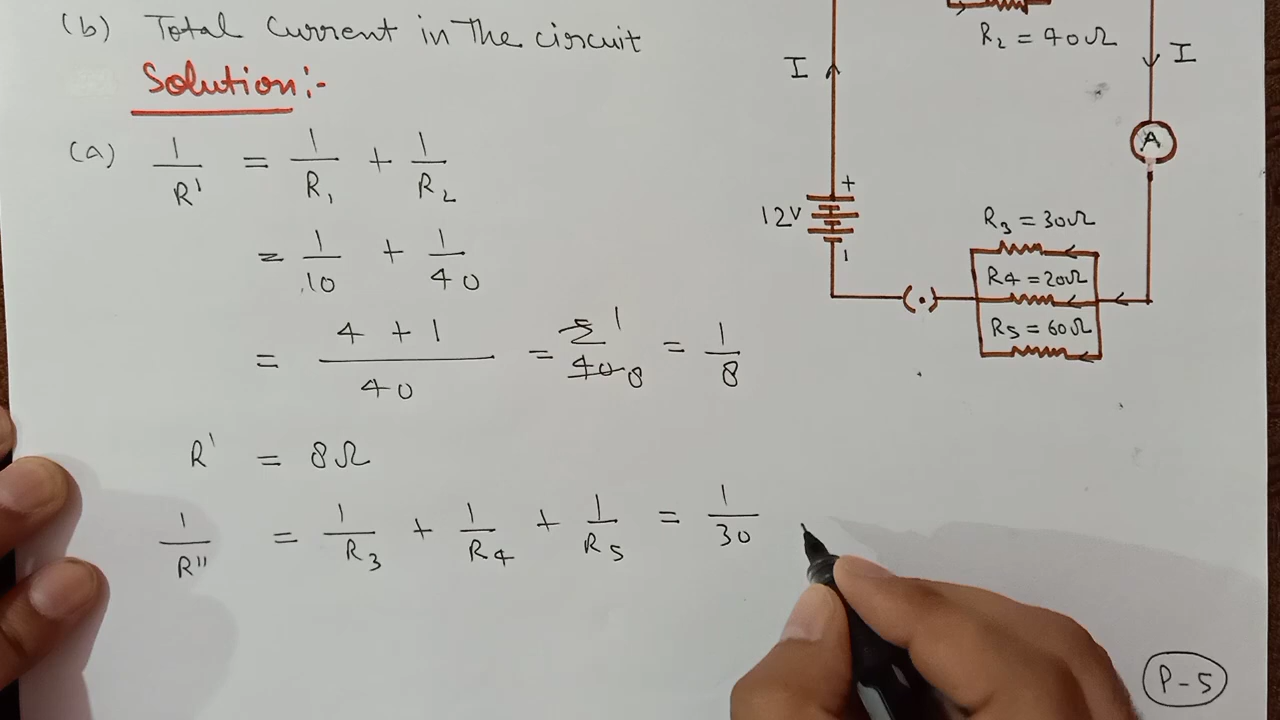 (b) Total Current in The circuit
Solution:-
(a) 1/R' = 1/R₁ + 1/R₂
= 1/10 + 1/40
= 4 + 1/40 = 5 1/40 8 = 1/8
R' = 8Ω
1/R'' = 1/R₃ + 1/R₄ + 1/R₅ = 1/30
R₂ = 40Ω
I
I
A
12V
+
R₃ = 30Ω
R4 = 20Ω
R5 = 60Ω
(·)
P-5